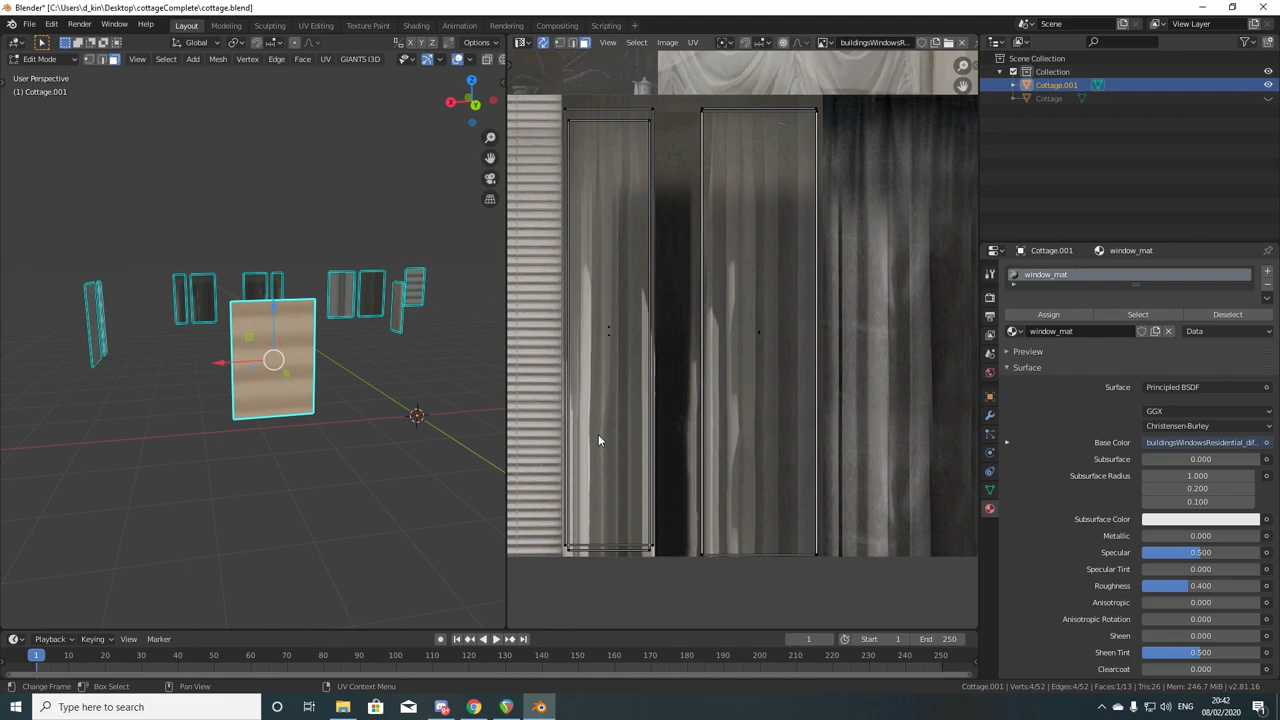 Blender* [C:\Users\d_kin\Desktop\cottageComplete\cottage.blend]
File Edit Render Window Help Layout Modeling Sculpting UV Editing Texture Paint Shading Animation Rendering Compositing Scripting + Scene View Layer
Global X Y Z Options View Select Image UV buildingsWindowsR...
Edit Mode View Select Add Mesh Vertex Edge Face UV GIANTS I3D
User Perspective
(1) Cottage.001
Z
X
Y
Scene Collection
Collection
Cottage.001
Cottage
Cottage.001 window_mat
window_mat
Assign Select Deselect
window_mat Data
Preview
Surface
Surface Principled BSDF
GGX
Christensen-Burley
Base Color buildingsWindowsResidential_dif..
Subsurface 0.000
Subsurface Radius 1.000
0.200
0.100
Subsurface Color
Metallic 0.000
Specular 0.500
Specular Tint 0.000
Roughness 0.400
Anisotropic 0.000
Anisotropic Rotation 0.000
Sheen 0.000
Sheen Tint 0.500
Clearcoat 0.000
Playback Keying View Marker 1 Start 1 End 250
1 10 20 30 40 50 60 70 80 90 100 110 120 130 140 150 160 170 180 190 200 210 220 230 240 250
Change Frame Box Select Pan View UV Context Menu Cottage.001 | Verts:4/52 | Edges:4/52 | Faces:1/13 | Tris:26 | Mem: 246.7 MiB | v2.81.16
Type here to search
20:42
08/02/2020